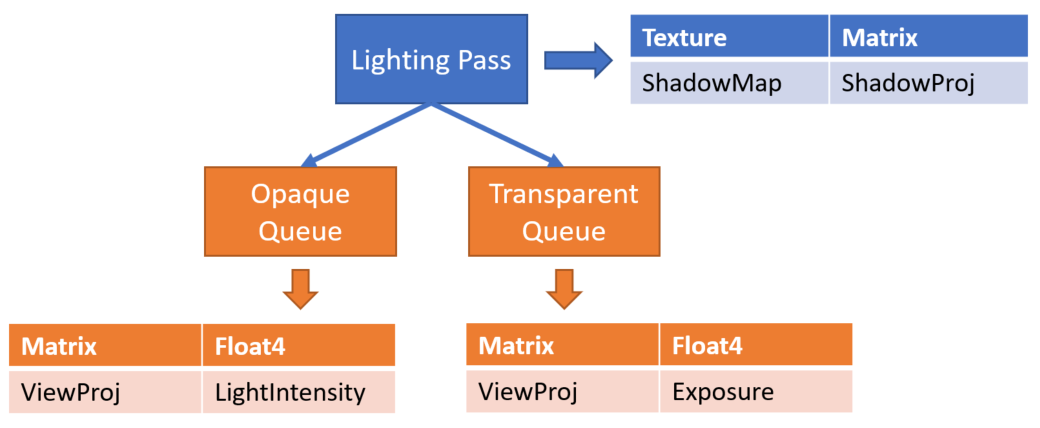 Lighting Pass
Texture Matrix
ShadowMap ShadowProj
Opaque
Queue
Transparent
Queue
Matrix Float4
ViewProj LightIntensity
Matrix Float4
ViewProj Exposure